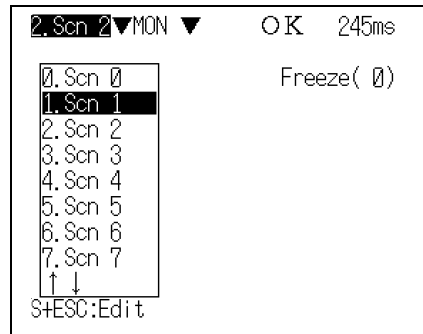 2.Scn 2▼MON ▼ OK 245ms
Freeze( 0)
0.Scn 0
1.Scn 1
2.Scn 2
3.Scn 3
4.Scn 4
5.Scn 5
6.Scn 6
7.Scn 7
↑ ↓
S+ESC:Edit